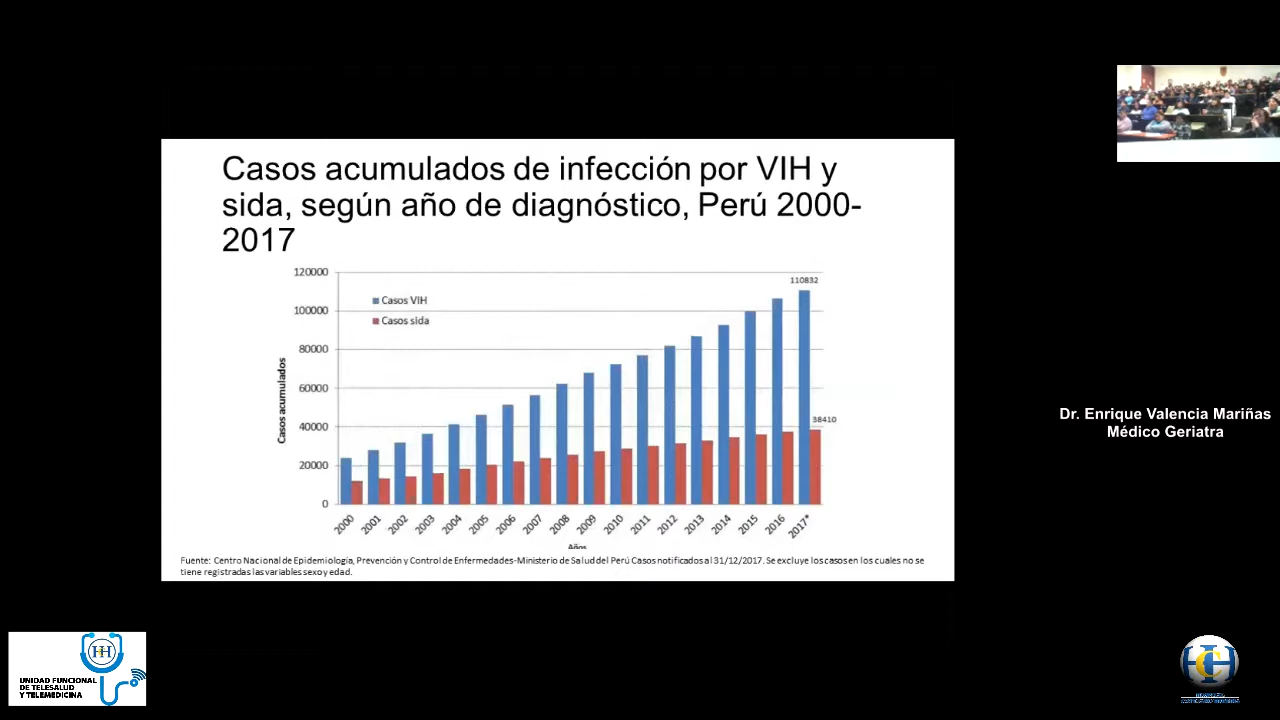 Casos acumulados de infección por VIH y
sida, según año de diagnóstico, Perú 2000-
2017
120000
100000
80000
60000
40000
20000
0
Casos acumulados
Casos VIH
Casos sida
110832
38410
2000
2001
2002
2003
2004
2005
2006
2007
2008
2009
2010
2011
2012
2013
2014
2015
2016
2017*
Años
Fuente: Centro Nacional de Epidemiología, Prevención y Control de Enfermedades-Ministerio de Salud del Perú Casos notificados al 31/12/2017. Se excluye los casos en los cuales no se
tiene registradas las variables sexo y edad.
Dr. Enrique Valencia Mariñas
Médico Geriatra
UNIDAD FUNCIONAL
DE TELESALUD
Y TELEMEDICINA